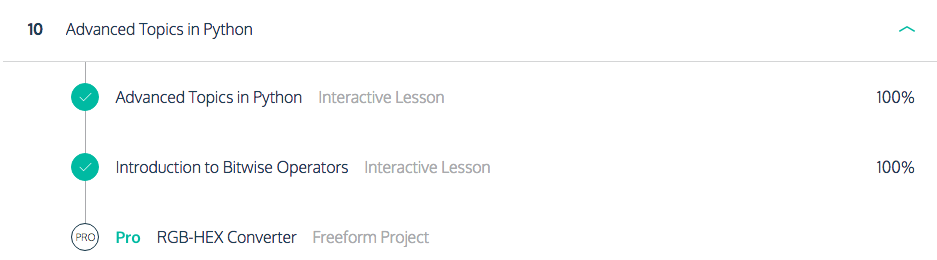 10 Advanced Topics in Python
Advanced Topics in Python Interactive Lesson 100%
Introduction to Bitwise Operators Interactive Lesson 100%
PRO Pro RGB-HEX Converter Freeform Project